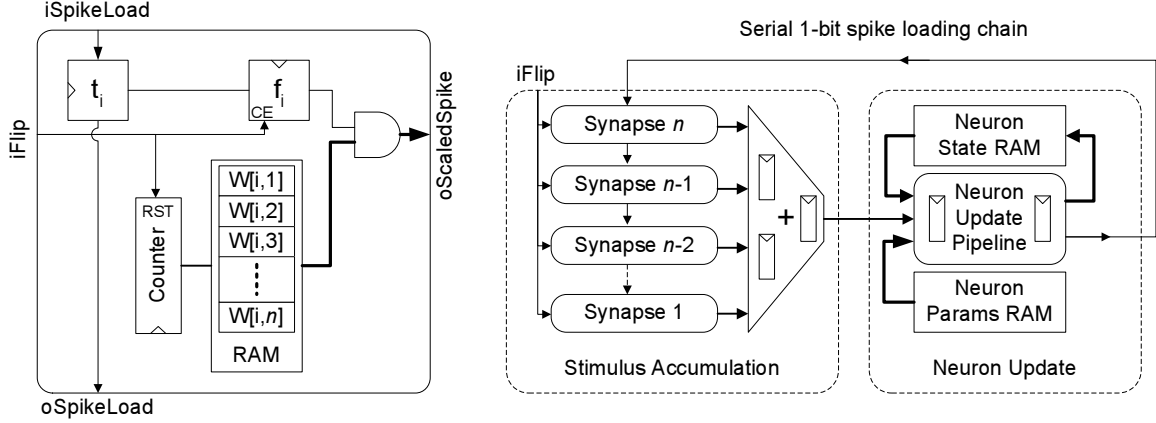 iSpikeLoad
t_i
f_i
CE
iFlip
oScaledSpike
RST
Counter
W[i,1]
W[i,2]
W[i,3]
W[i,n]
RAM
oSpikeLoad
Serial 1-bit spike loading chain
iFlip
Synapse n
Synapse n-1
Synapse n-2
Synapse 1
+
Stimulus Accumulation
Neuron
State RAM
Neuron
Update
Pipeline
Neuron
Params RAM
Neuron Update